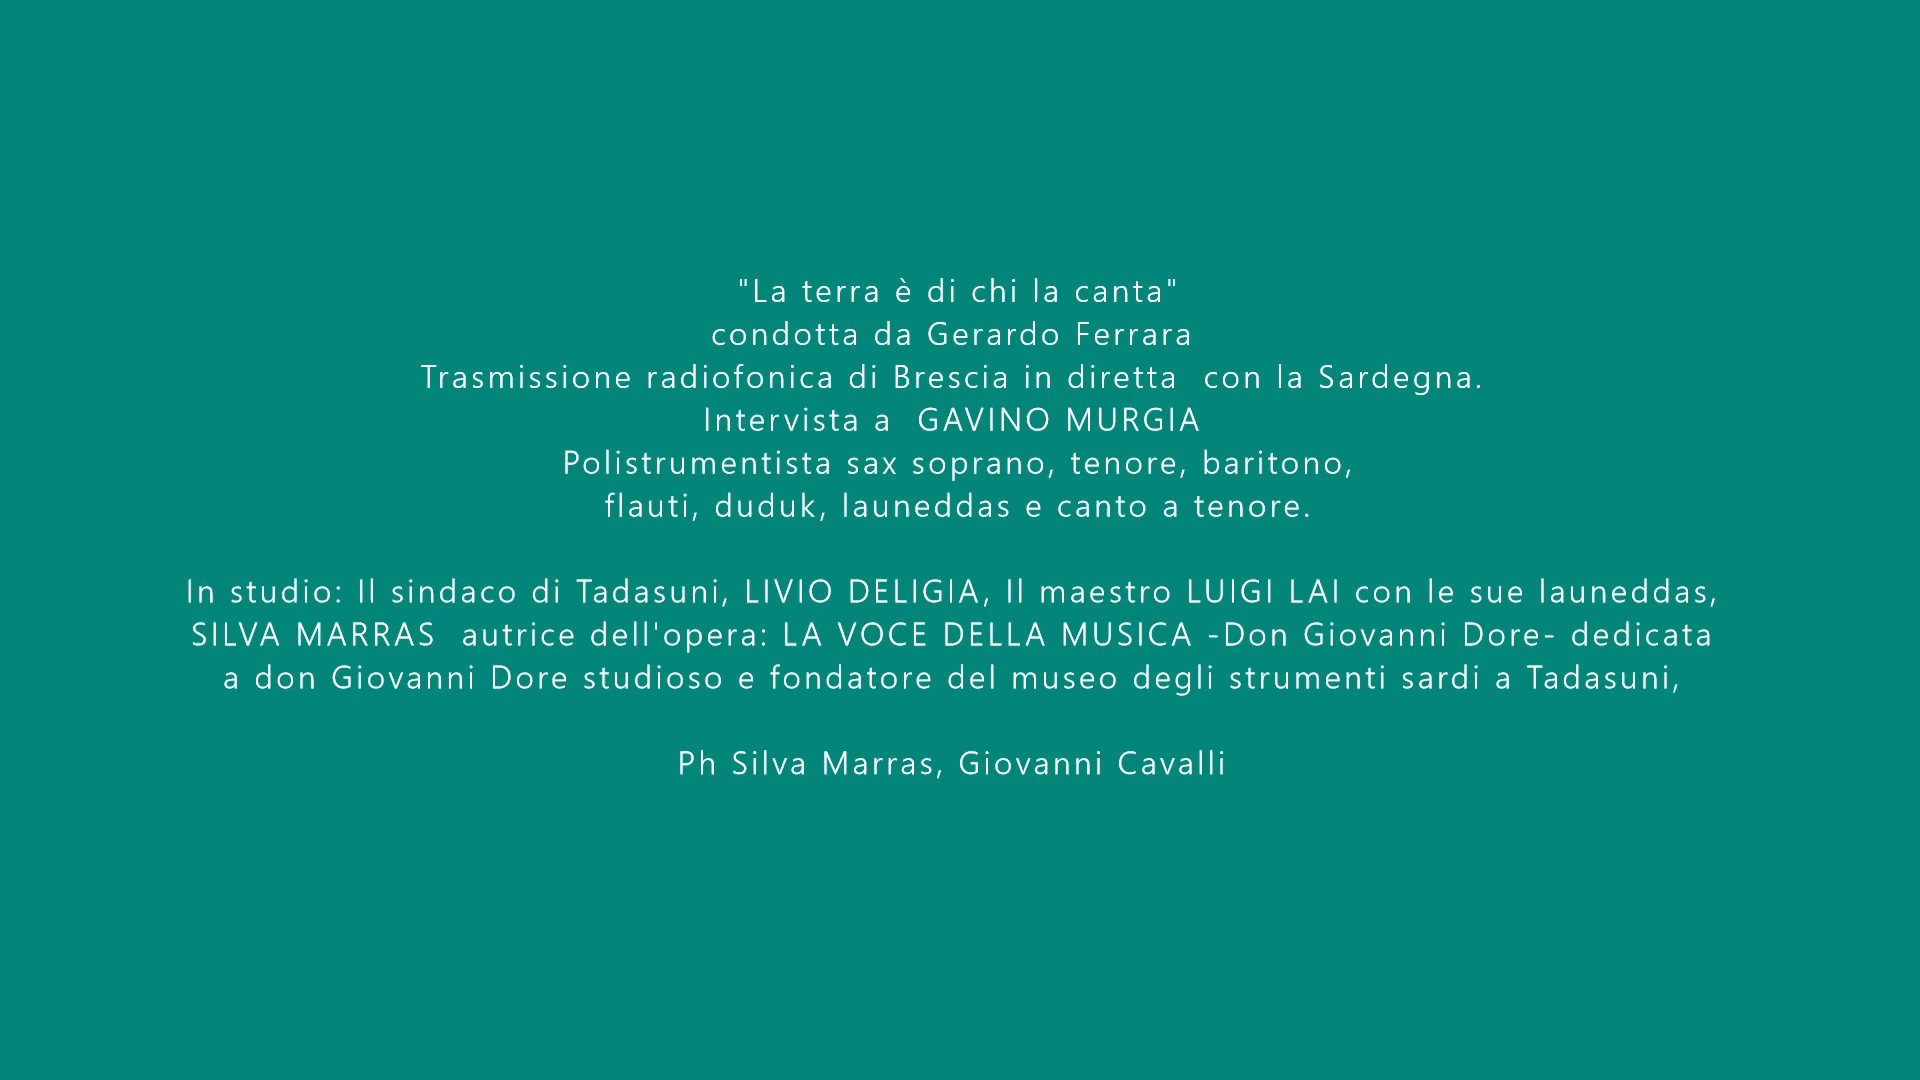 "La terra è di chi la canta"
condotta da Gerardo Ferrara
Trasmissione radiofonica di Brescia in diretta  con la Sardegna.
Intervista a  GAVINO MURGIA
Polistrumentista sax soprano, tenore, baritono,
flauti, duduk, launeddas e canto a tenore.
In studio: Il sindaco di Tadasuni, LIVIO DELIGIA, Il maestro LUIGI LAI con le sue launeddas,
SILVA MARRAS  autrice dell'opera: LA VOCE DELLA MUSICA -Don Giovanni Dore- dedicata
a don Giovanni Dore studioso e fondatore del museo degli strumenti sardi a Tadasuni,
Ph Silva Marras, Giovanni Cavalli